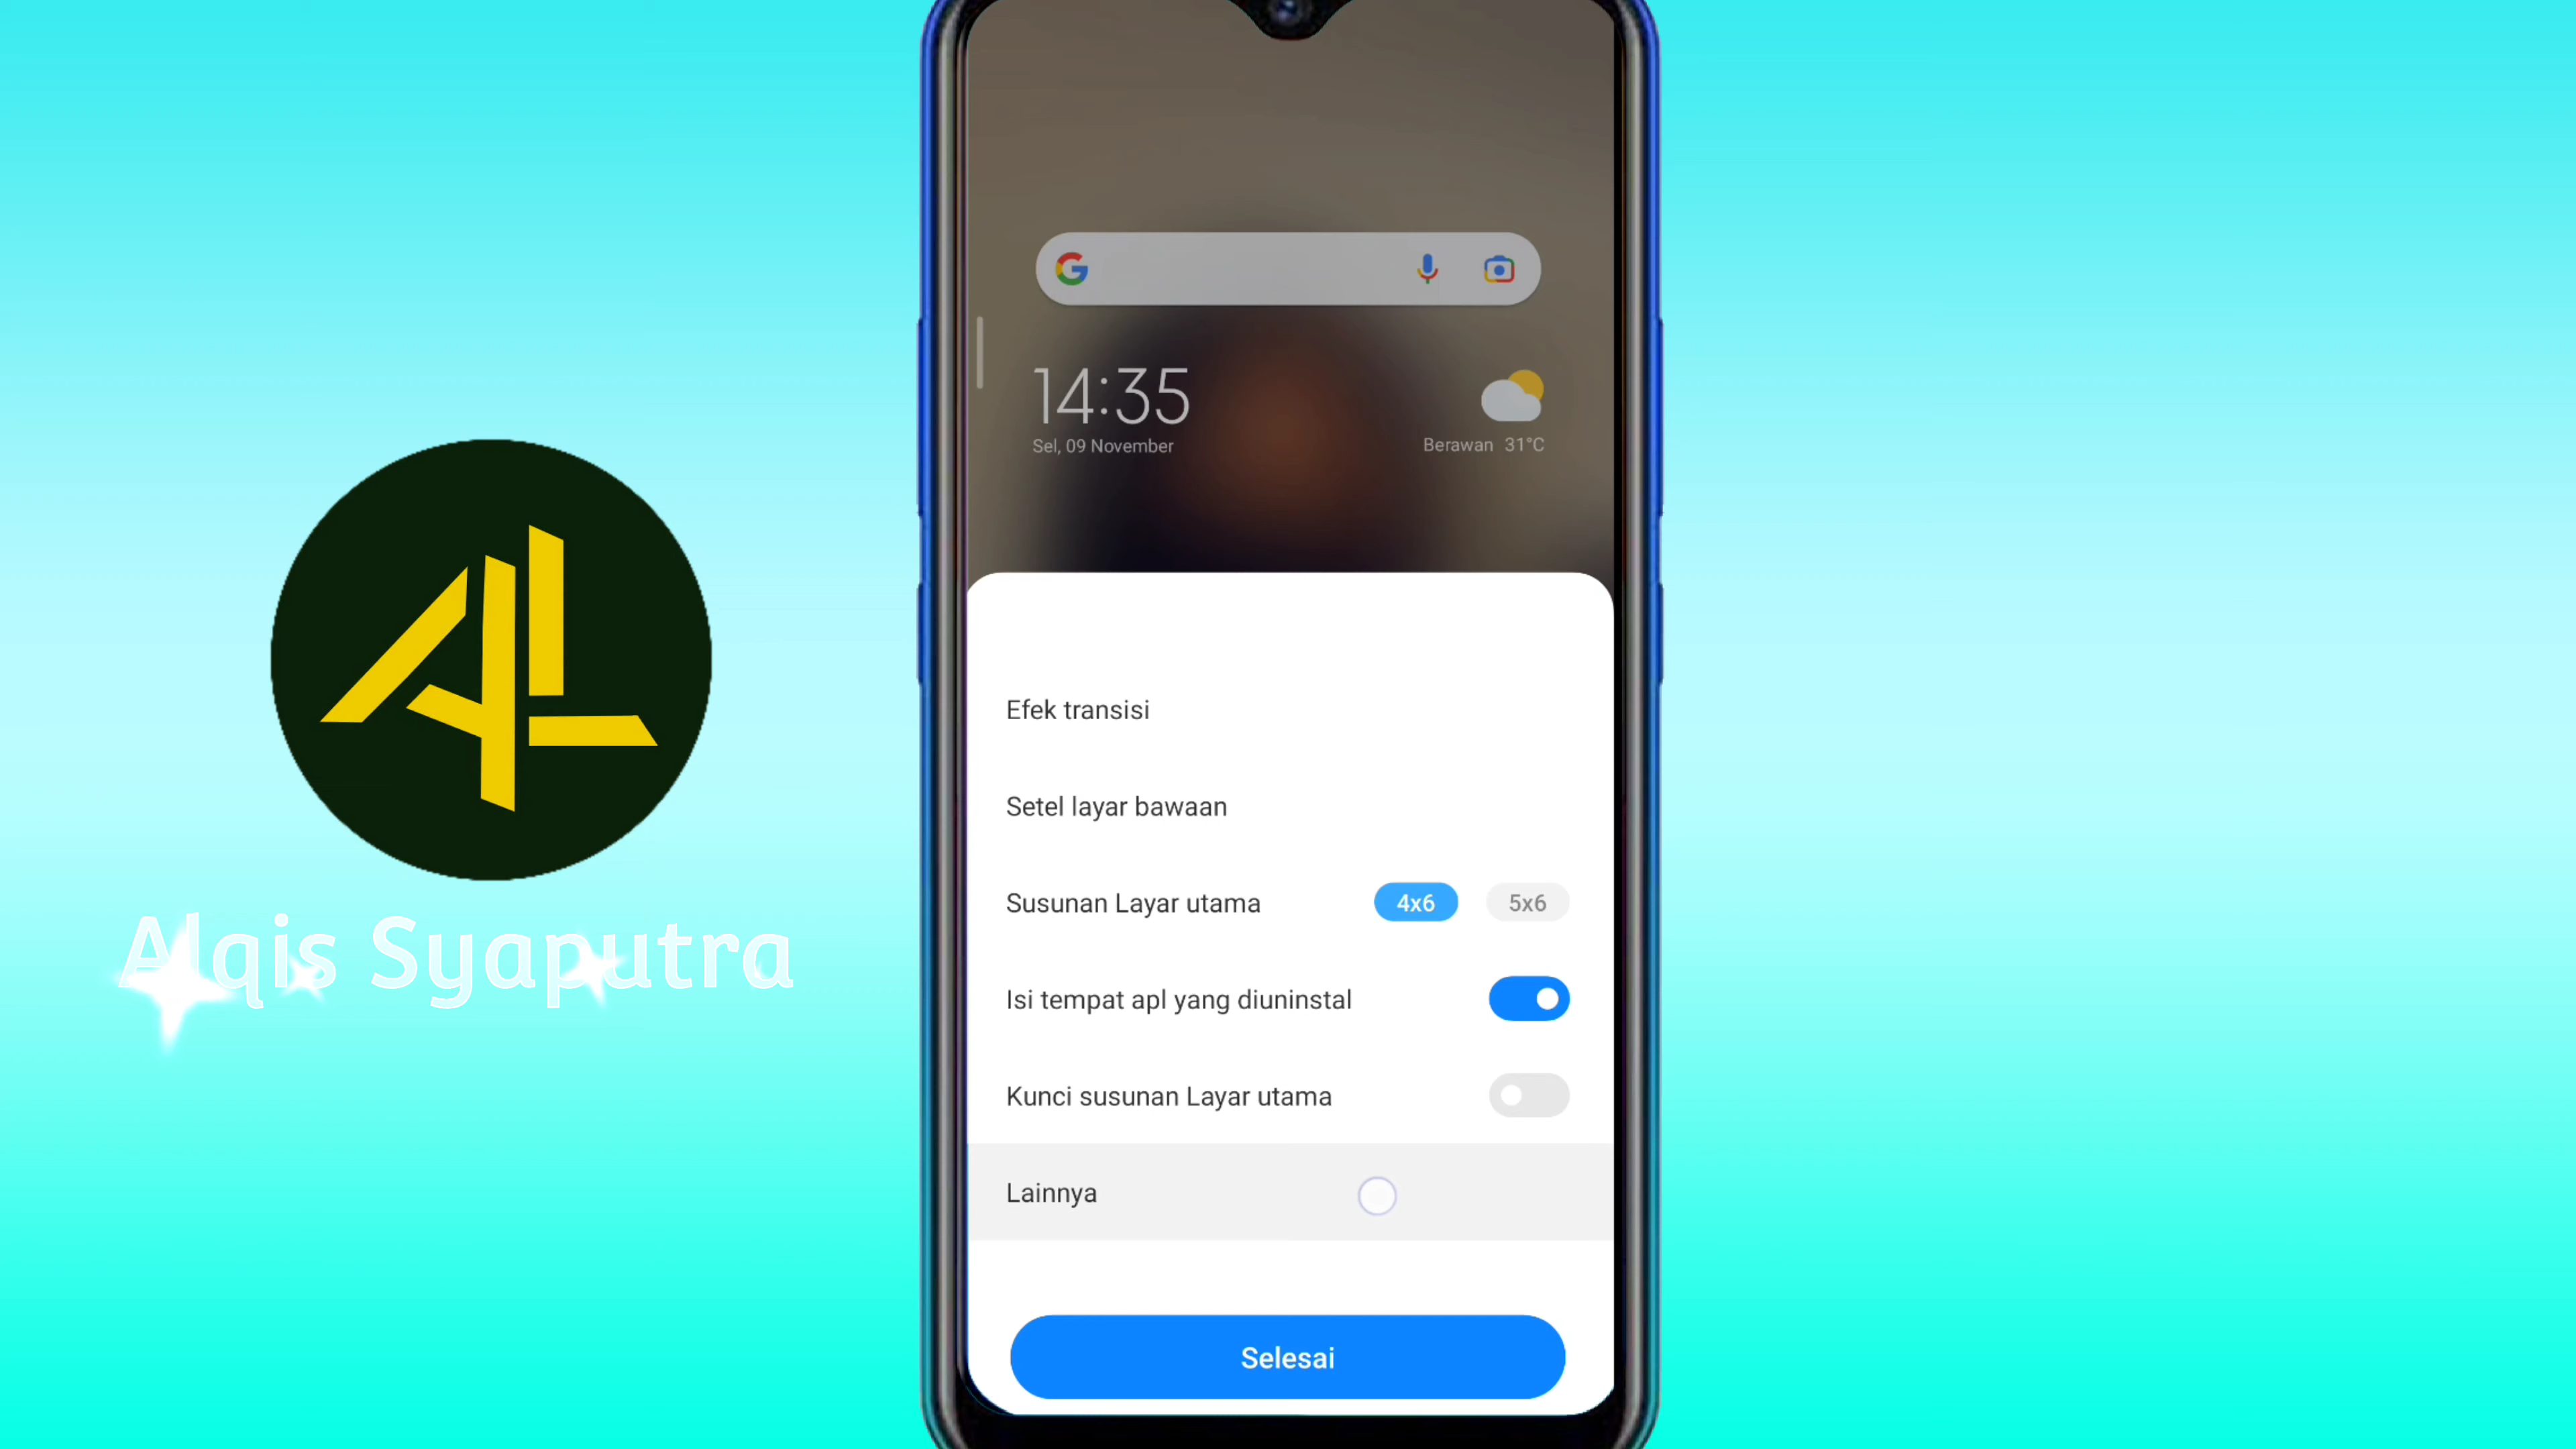 14:35
Sel, 09 November
Berawan 31°C
AL
Alqis Syaputra
Efek transisi
Setel layar bawaan
Susunan Layar utama 4x6 5x6
Isi tempat apl yang diuninstal
Kunci susunan Layar utama
Lainnya
Selesai